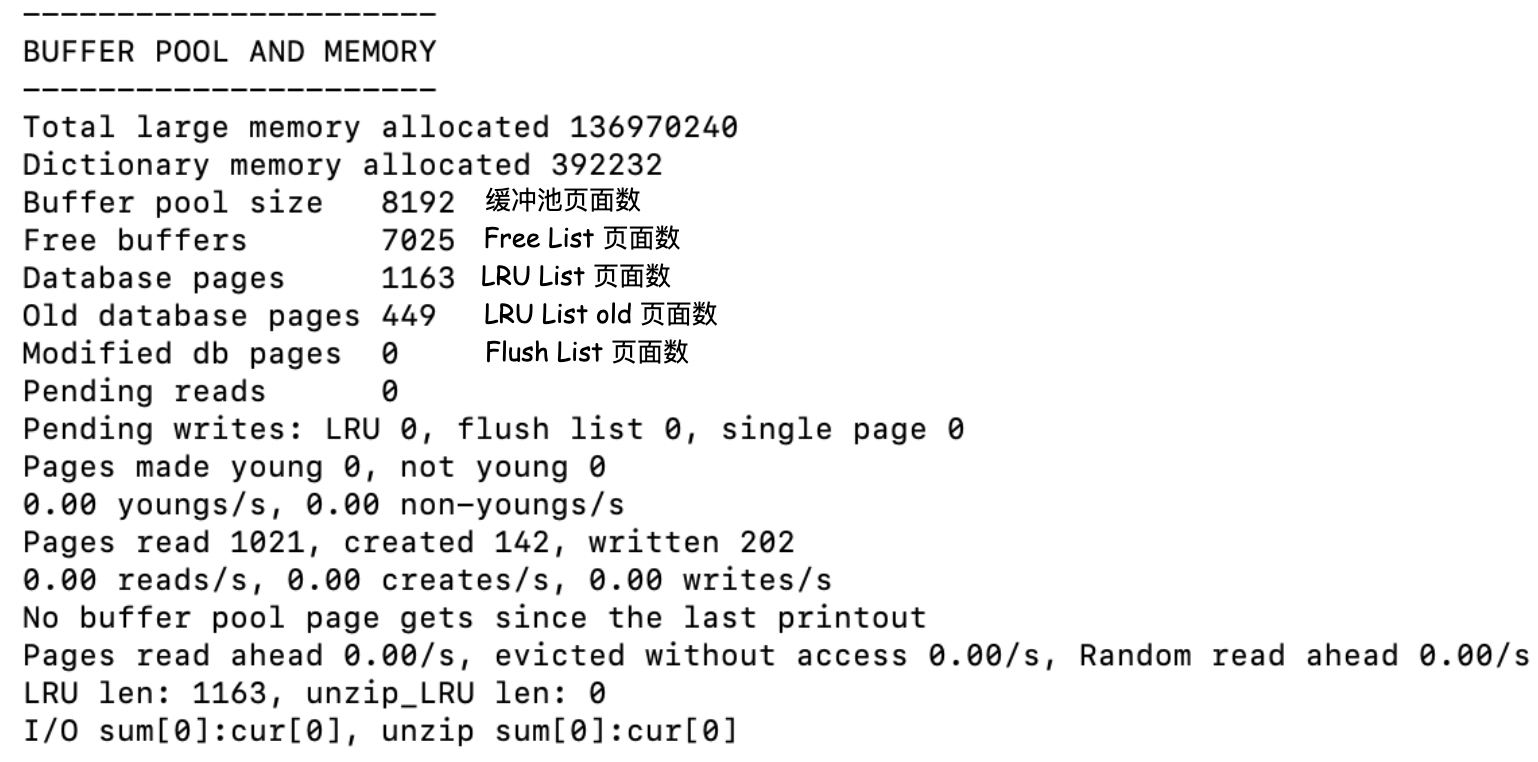 ----------------------
BUFFER POOL AND MEMORY
----------------------
Total large memory allocated 136970240
Dictionary memory allocated 392232
Buffer pool size   8192 缓冲池页面数
Free buffers       7025 Free List 页面数
Database pages     1163 LRU List 页面数
Old database pages 449 LRU List old 页面数
Modified db pages  0 Flush List 页面数
Pending reads      0
Pending writes: LRU 0, flush list 0, single page 0
Pages made young 0, not young 0
0.00 youngs/s, 0.00 non-youngs/s
Pages read 1021, created 142, written 202
0.00 reads/s, 0.00 creates/s, 0.00 writes/s
No buffer pool page gets since the last printout
Pages read ahead 0.00/s, evicted without access 0.00/s, Random read ahead 0.00/s
LRU len: 1163, unzip_LRU len: 0
I/O sum[0]:cur[0], unzip sum[0]:cur[0]